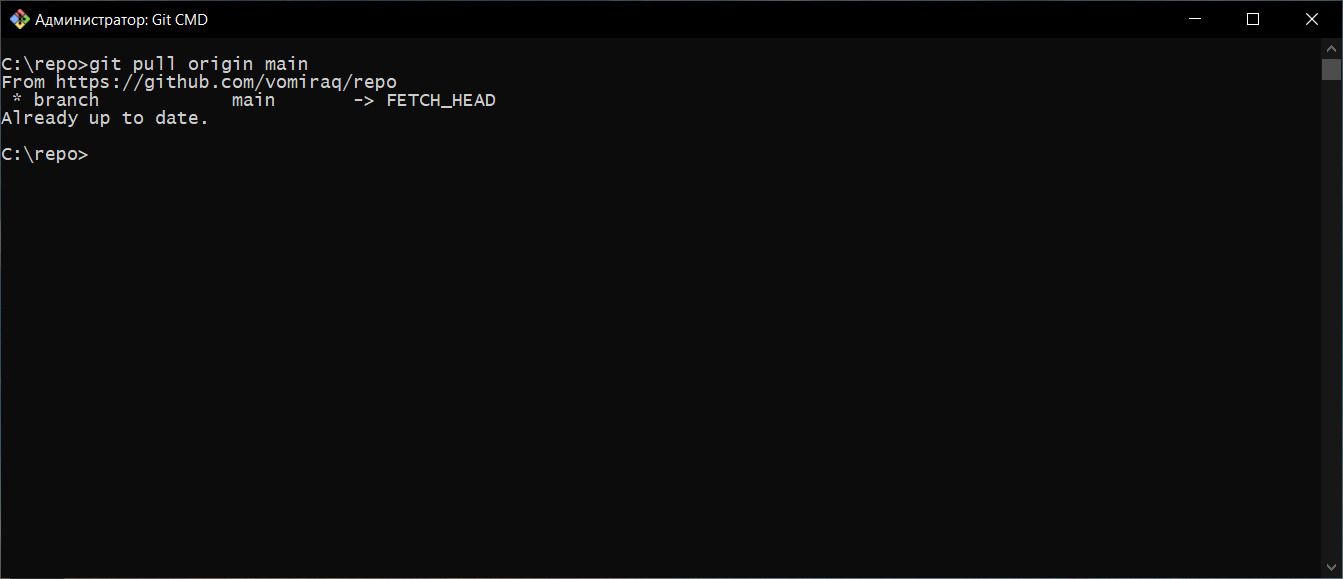 Администратор: Git CMD
C:\repo>git pull origin main
From https://github.com/vomiraq/repo
 * branch            main       -> FETCH_HEAD
Already up to date.
C:\repo>